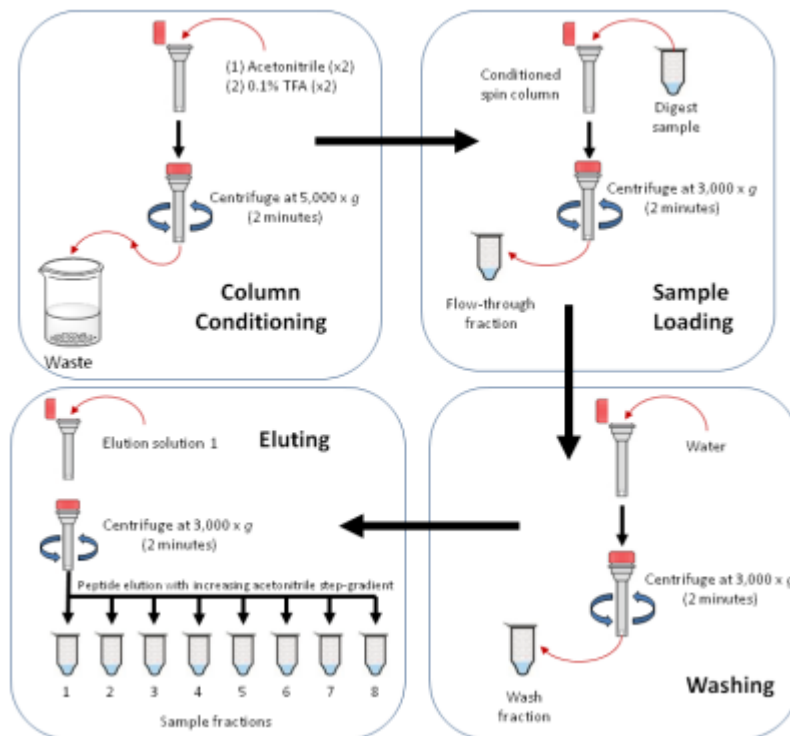 (1) Acetonitrile (x2)
(2) 0.1% TFA (x2)
Centrifuge at 5,000 x g
(2 minutes)
Column
Conditioning
Waste
Conditioned
spin column
Digest
sample
Centrifuge at 3,000 x g
(2 minutes)
Flow-through
fraction
Sample
Loading
Water
Centrifuge at 3,000 x g
(2 minutes)
Wash
fraction
Washing
Elution solution 1
Eluting
Centrifuge at 3,000 x g
(2 minutes)
Peptide elution with increasing acetonitrile step-gradient
1 2 3 4 5 6 7 8
Sample fractions